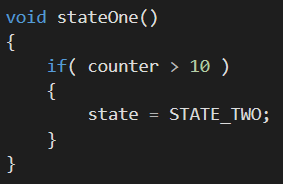 void stateOne()
{
    if( counter > 10 )
    {
        state = STATE_TWO;
    }
}